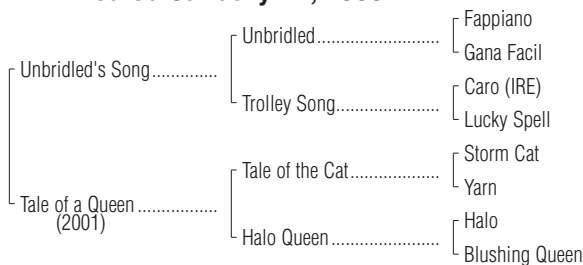 Fappiano
Unbridled
Gana Facil
Unbridled's Song
Caro (IRE)
Trolley Song
Lucky Spell
Storm Cat
Tale of the Cat
Yarn
Tale of a Queen
(2001)
Halo
Halo Queen
Blushing Queen